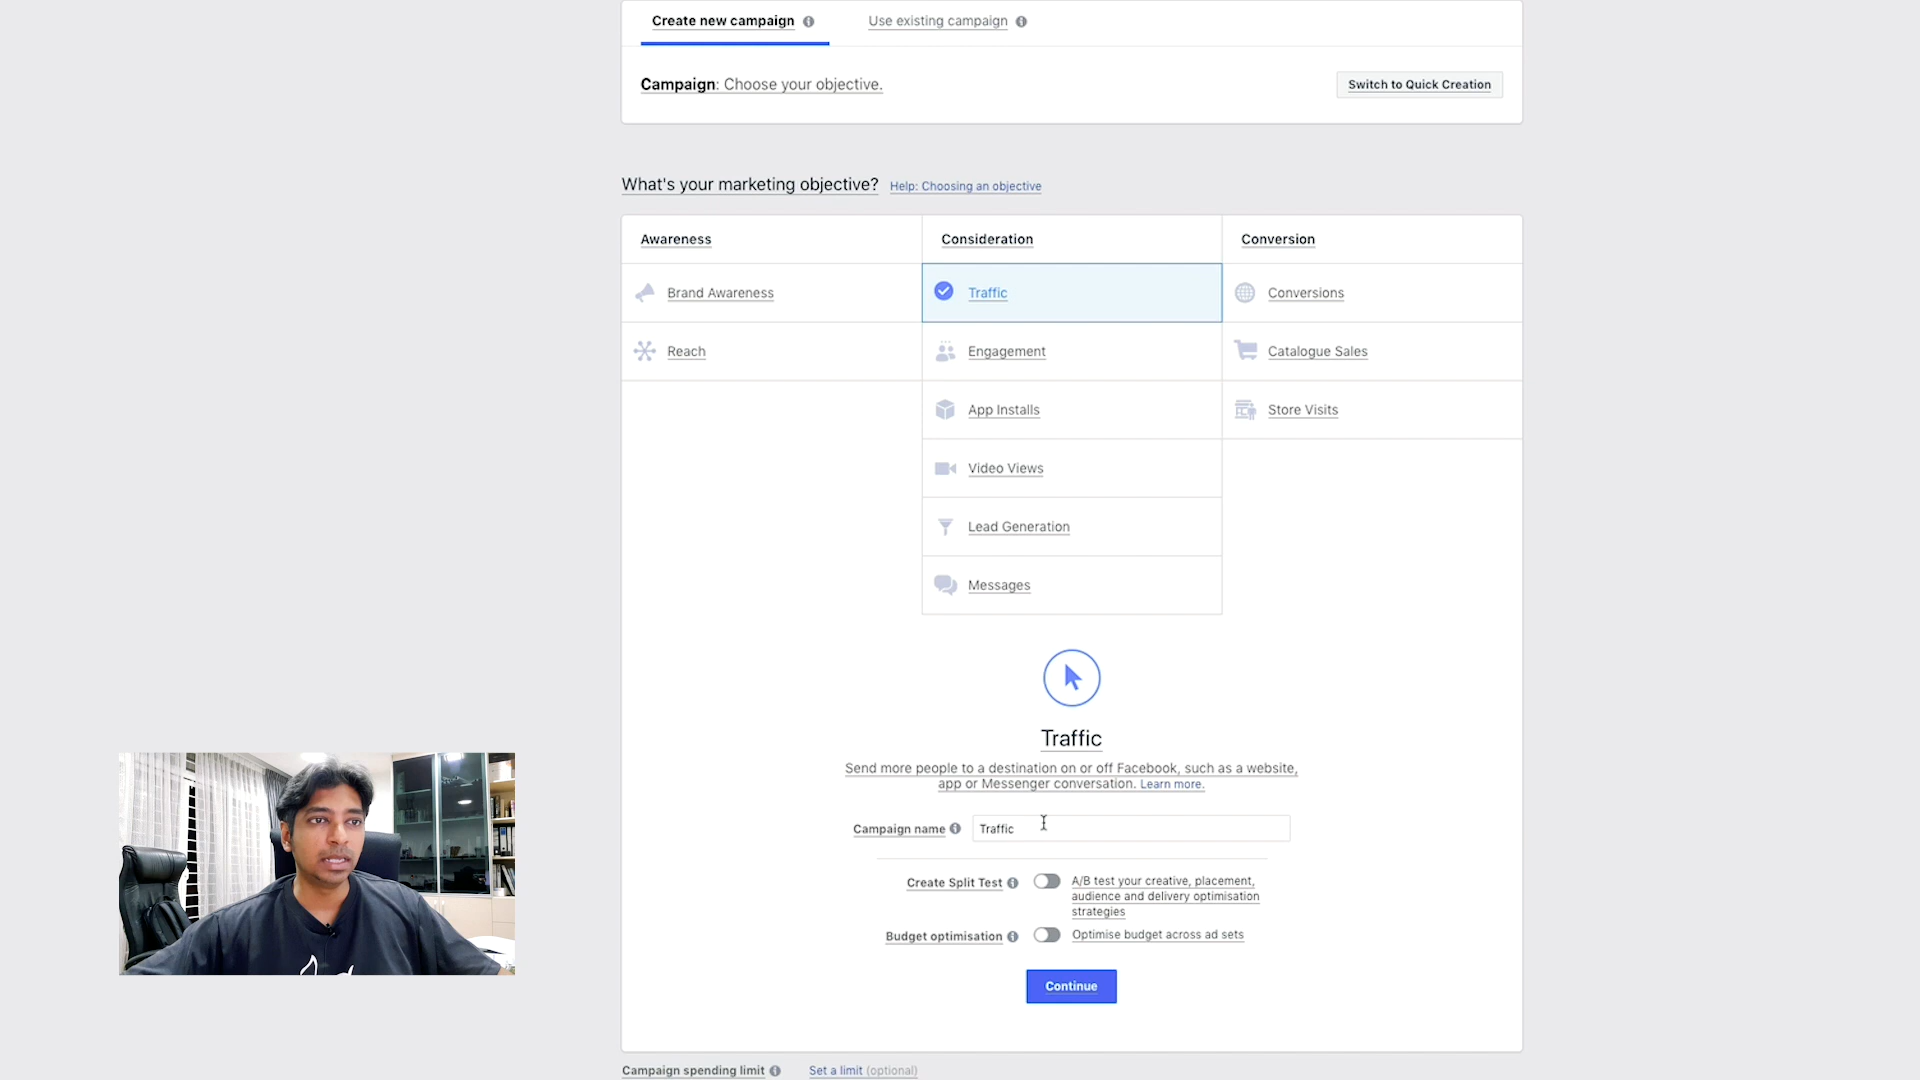 Create new campaign
Use existing campaign
Campaign: Choose your objective.
Switch to Quick Creation
What's your marketing objective?
Help: Choosing an objective
Awareness
Consideration
Conversion
Brand Awareness
Traffic
Conversions
Reach
Engagement
Catalogue Sales
App Installs
Store Visits
Video Views
Lead Generation
Messages
Traffic
Send more people to a destination on or off Facebook, such as a website,
app or Messenger conversation. Learn more.
Campaign name
Traffic
Create Split Test
A/B test your creative, placement,
audience and delivery optimisation
strategies
Budget optimisation
Optimise budget across ad sets
Continue
Campaign spending limit
Set a limit (optional)